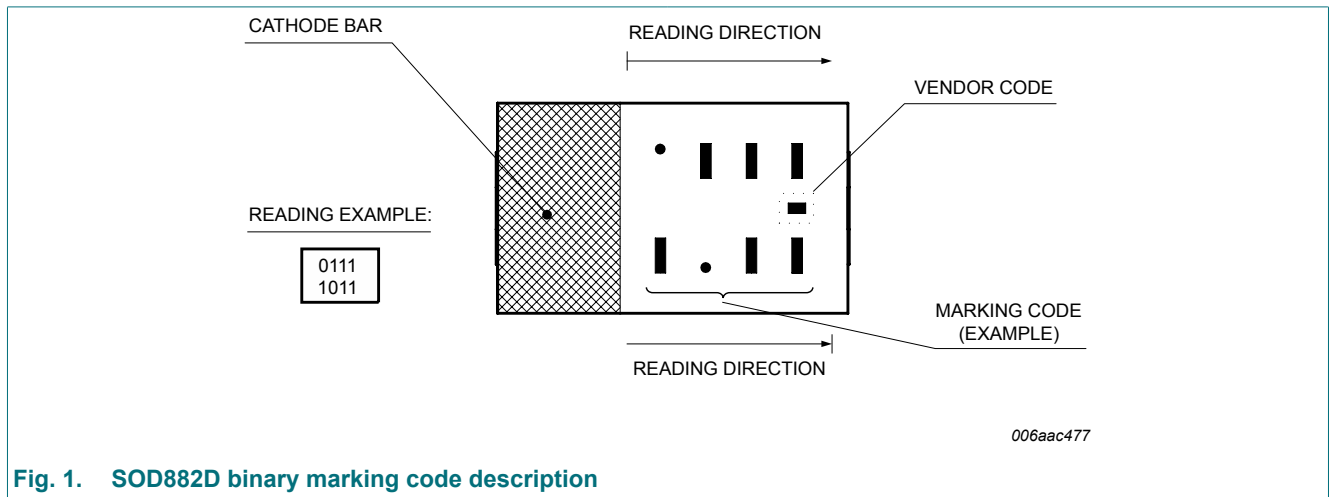 CATHODE BAR
READING DIRECTION
VENDOR CODE
READING EXAMPLE:
0111
1011
MARKING CODE
(EXAMPLE)
READING DIRECTION
006aac477
Fig. 1. SOD882D binary marking code description